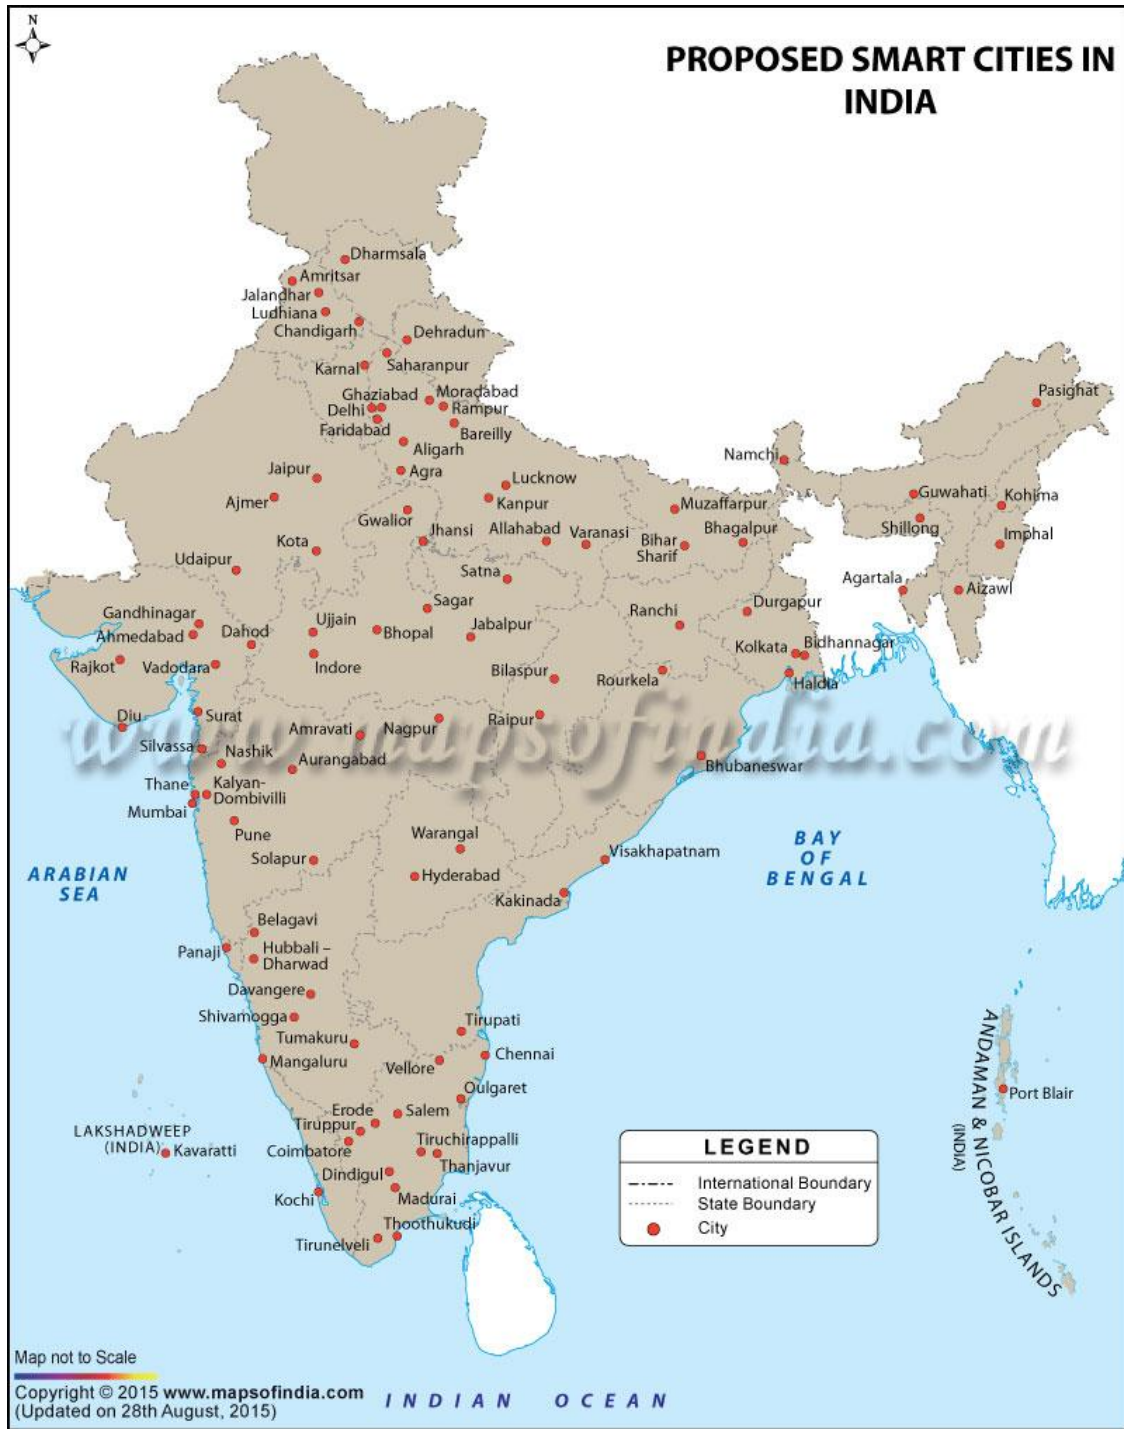 N
PROPOSED SMART CITIES IN
INDIA
Dharmsala
Amritsar
Jalandhar
Ludhiana
Chandigarh
Dehradun
Karnal
Saharanpur
Ghaziabad
Moradabad
Delhi
Rampur
Faridabad
Bareilly
Aligarh
Pasighat
Namchi
Jaipur
Agra
Lucknow
Ajmer
Kanpur
Guwahati
Kohima
Muzaffarpur
Gwalior
Jhansi
Allahabad
Varanasi
Bhagalpur
Shillong
Imphal
Kota
Bihar
Sharif
Udaipur
Satna
Agartala
Aizawl
Gandhinagar
Sagar
Ranchi
Durgapur
Ahmedabad
Dahod
Ujjain
Bhopal
Jabalpur
Kolkata
Bidhannagar
Rajkot
Vadodara
Indore
Bilaspur
Rourkela
Haldia
Diu
Surat
Amravati
Nagpur
Raipur
www.mapsofindia.com
Silvassa
Nashik
Aurangabad
Bhubaneswar
Thane
Kalyan-
Dombivilli
Mumbai
Pune
Warangal
BAY
OF
BENGAL
Solapur
Visakhapatnam
ARABIAN
SEA
Hyderabad
Kakinada
Belagavi
Panaji
Hubbali –
Dharwad
Davangere
Shivamogga
Tirupati
Tumakuru
Mangaluru
Chennai
Vellore
Oulgaret
Port Blair
ANDAMAN & NICOBAR ISLANDS
(INDIA)
Erode
Salem
Tiruppur
LAKSHADWEEP
(INDIA)
Kavaratti
Coimbatore
Tiruchirappalli
Thanjavur
Dindigul
Kochi
Madurai
Thoothukudi
Tirunelveli
LEGEND
International Boundary
State Boundary
City
Map not to Scale
Copyright © 2015 www.mapsofindia.com
(Updated on 28th August, 2015)
INDIAN OCEAN